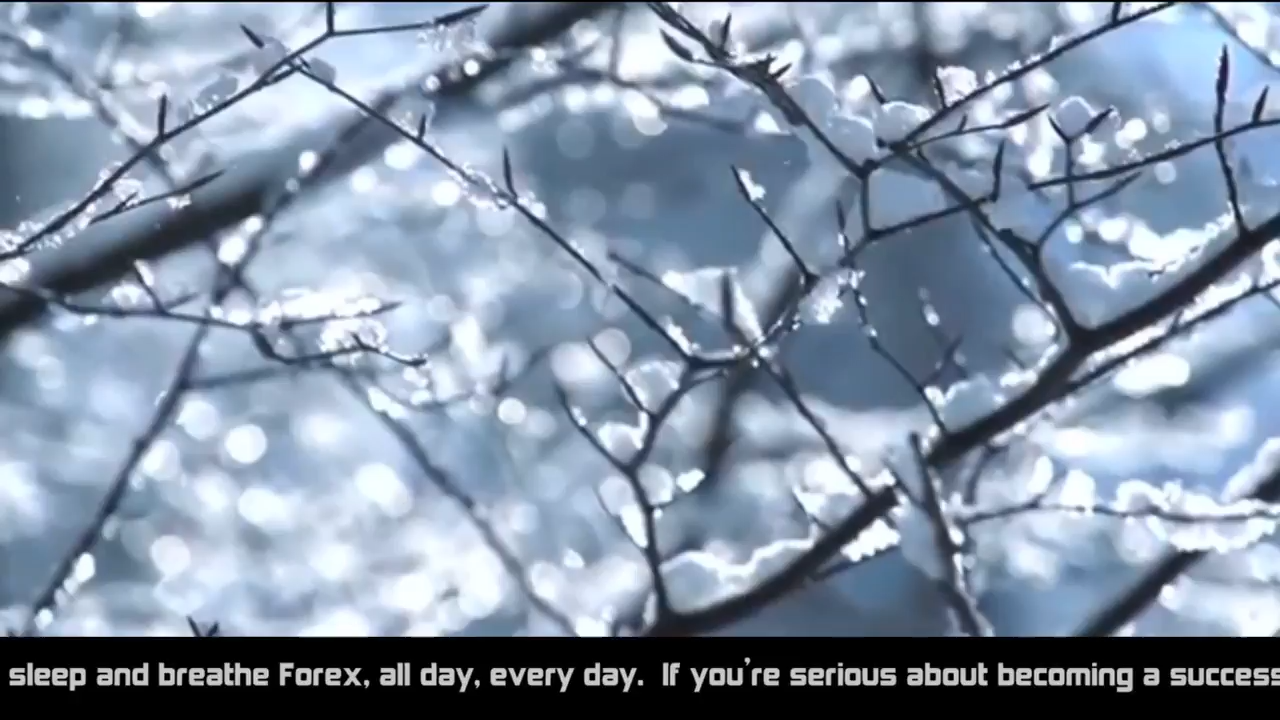 sleep and breathe Forex, all day, every day. If you're serious about becoming a success